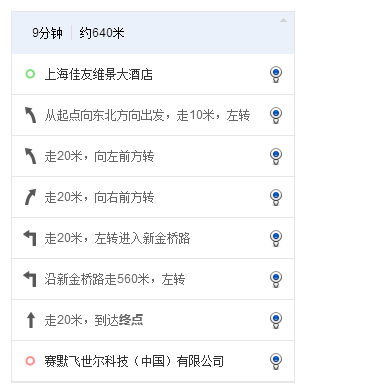 9分钟 约640米
上海佳友维景大酒店
从起点向东北方向出发，走10米，左转
走20米，向左前方转
走20米，向右前方转
走20米，左转进入新金桥路
沿新金桥路走560米，左转
走20米，到达终点
赛默飞世尔科技（中国）有限公司